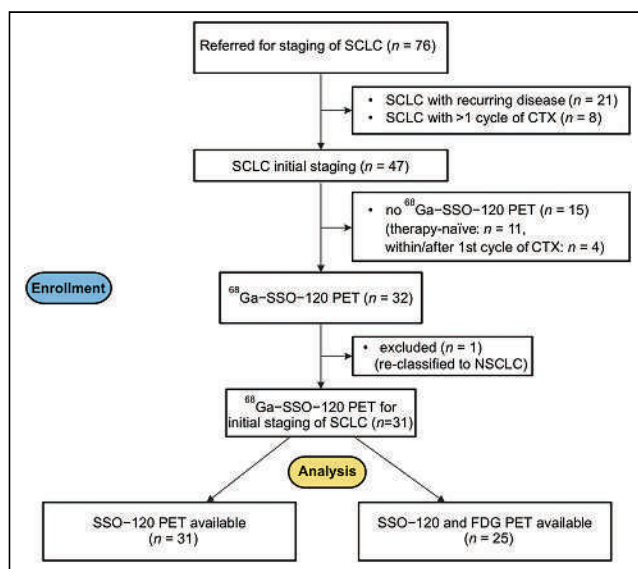 Referred for staging of SCLC (n = 76)
• SCLC with recurring disease (n = 21)
• SCLC with >1 cycle of CTX (n = 8)
SCLC initial staging (n = 47)
• no ⁶⁸Ga−SSO−120 PET (n = 15)
(therapy-naïve: n = 11,
within/after 1st cycle of CTX: n = 4)
Enrollment
⁶⁸Ga−SSO−120 PET (n = 32)
• excluded (n = 1)
(re-classified to NSCLC)
⁶⁸Ga−SSO−120 PET for
initial staging of SCLC (n=31)
Analysis
SSO−120 PET available
(n = 31)
SSO−120 and FDG PET available
(n = 25)